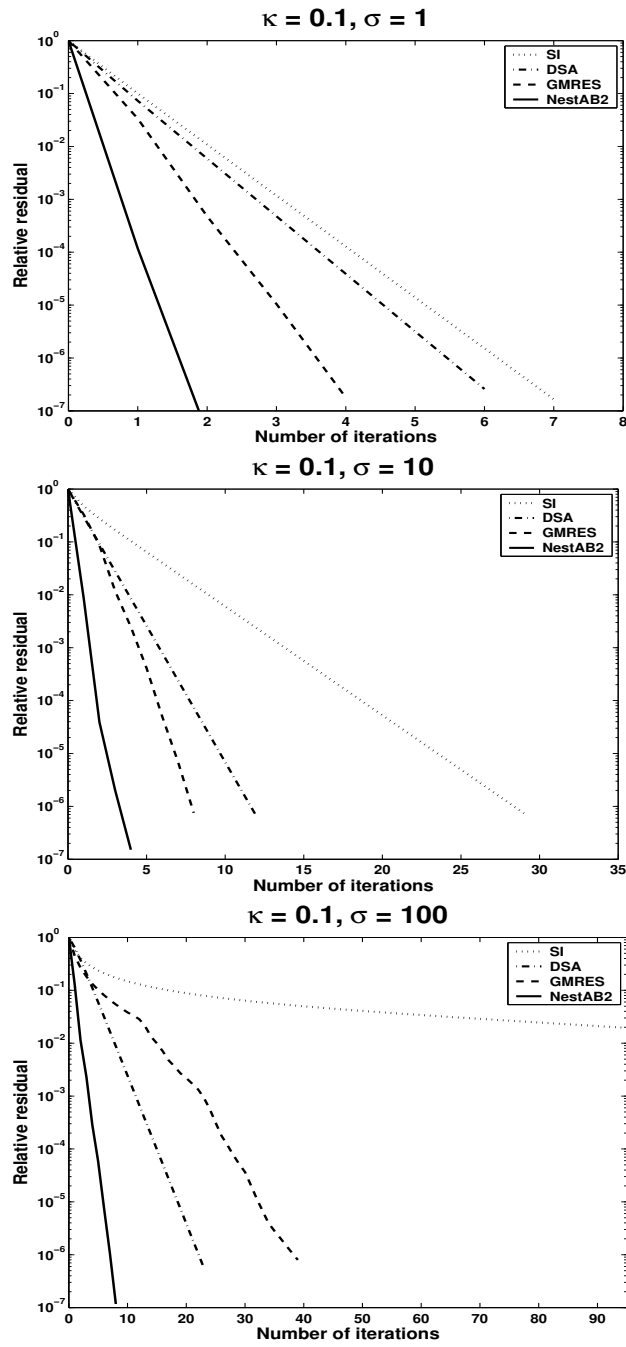 κ = 0.1, σ = 1
Relative residual
10⁰
10⁻¹
10⁻²
10⁻³
10⁻⁴
10⁻⁵
10⁻⁶
10⁻⁷
SI
DSA
GMRES
NestAB2
0 1 2 3 4 5 6 7 8
Number of iterations
κ = 0.1, σ = 10
Relative residual
10⁰
10⁻¹
10⁻²
10⁻³
10⁻⁴
10⁻⁵
10⁻⁶
10⁻⁷
SI
DSA
GMRES
NestAB2
0 5 10 15 20 25 30 35
Number of iterations
κ = 0.1, σ = 100
Relative residual
10⁰
10⁻¹
10⁻²
10⁻³
10⁻⁴
10⁻⁵
10⁻⁶
10⁻⁷
SI
DSA
GMRES
NestAB2
0 10 20 30 40 50 60 70 80 90
Number of iterations